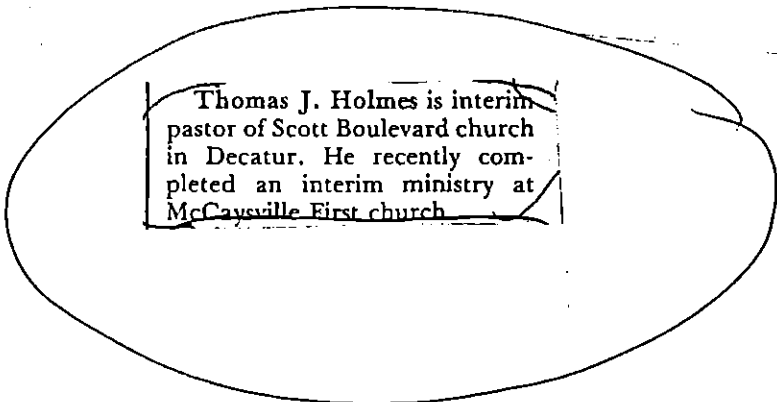 Thomas J. Holmes is interim
pastor of Scott Boulevard church
in Decatur. He recently com-
pleted an interim ministry at
McCaysville First church